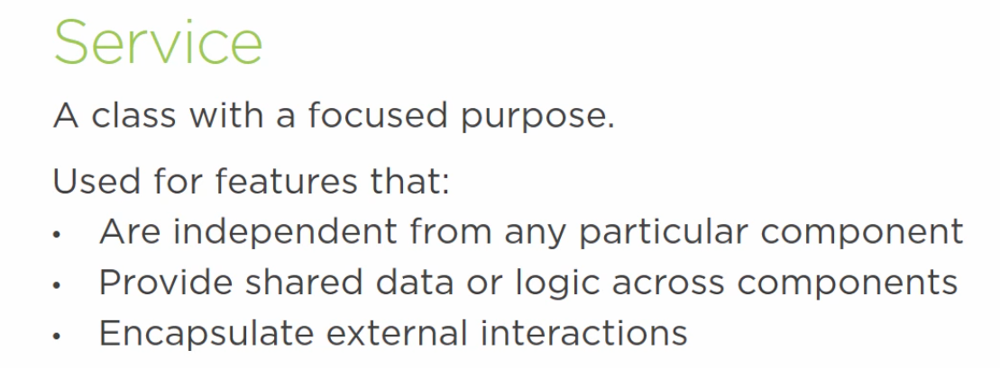 Service
A class with a focused purpose.
Used for features that:
• Are independent from any particular component
• Provide shared data or logic across components
• Encapsulate external interactions